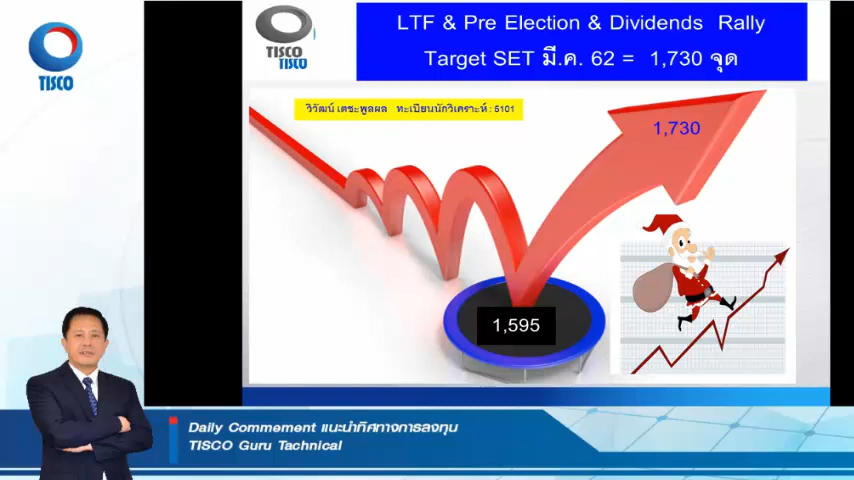 TISCO
TISCO
TISCO
LTF & Pre Election & Dividends Rally
Target SET มี.ค. 62 = 1,730 จุด
วิวัฒน์ เตชะพูลผล ทะเบียนนักวิเคราะห์ : 5101
1,730
1,595
Daily Commement แนะนำทิศทางการลงทุน
TISCO Guru Tachnical